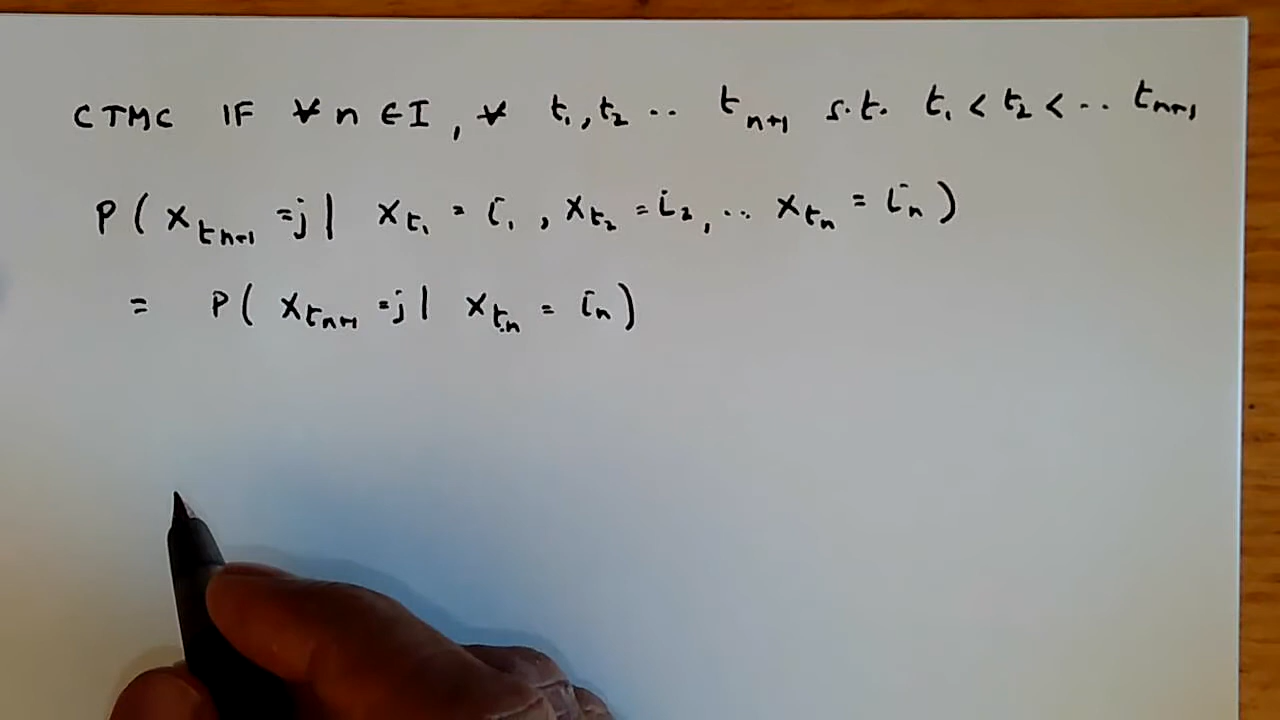 CTMC IF ∀ n ∈ I, ∀ t₁, t₂ ·· tₙ₊₁ s.t. t₁ < t₂ < ·· tₙ₊₁
P( X_{tₙ₊₁} = j | X_{t₁} = i₁, X_{t₂} = i₂, ·· X_{tₙ} = iₙ )
= P( X_{tₙ₊₁} = j | X_{tₙ} = iₙ )